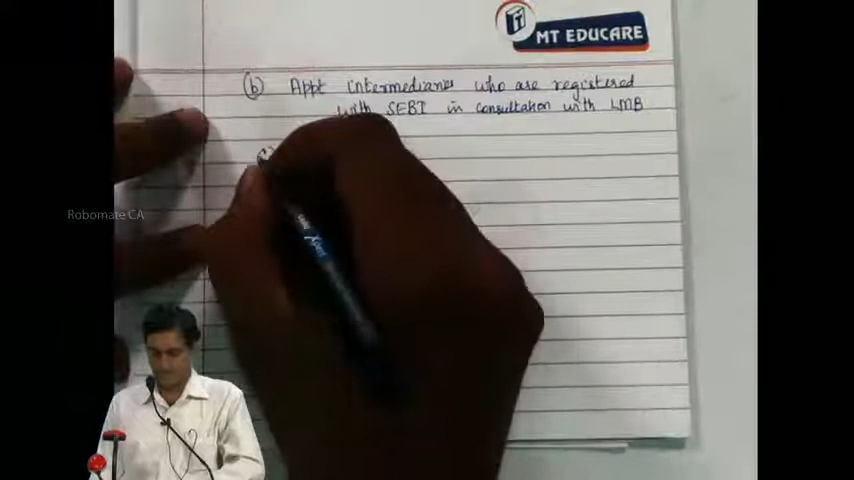 MT EDUCARE
(b) Appt intermediaries who are registered
with SEBI in consultation with LMB
(c)
Robomate CA